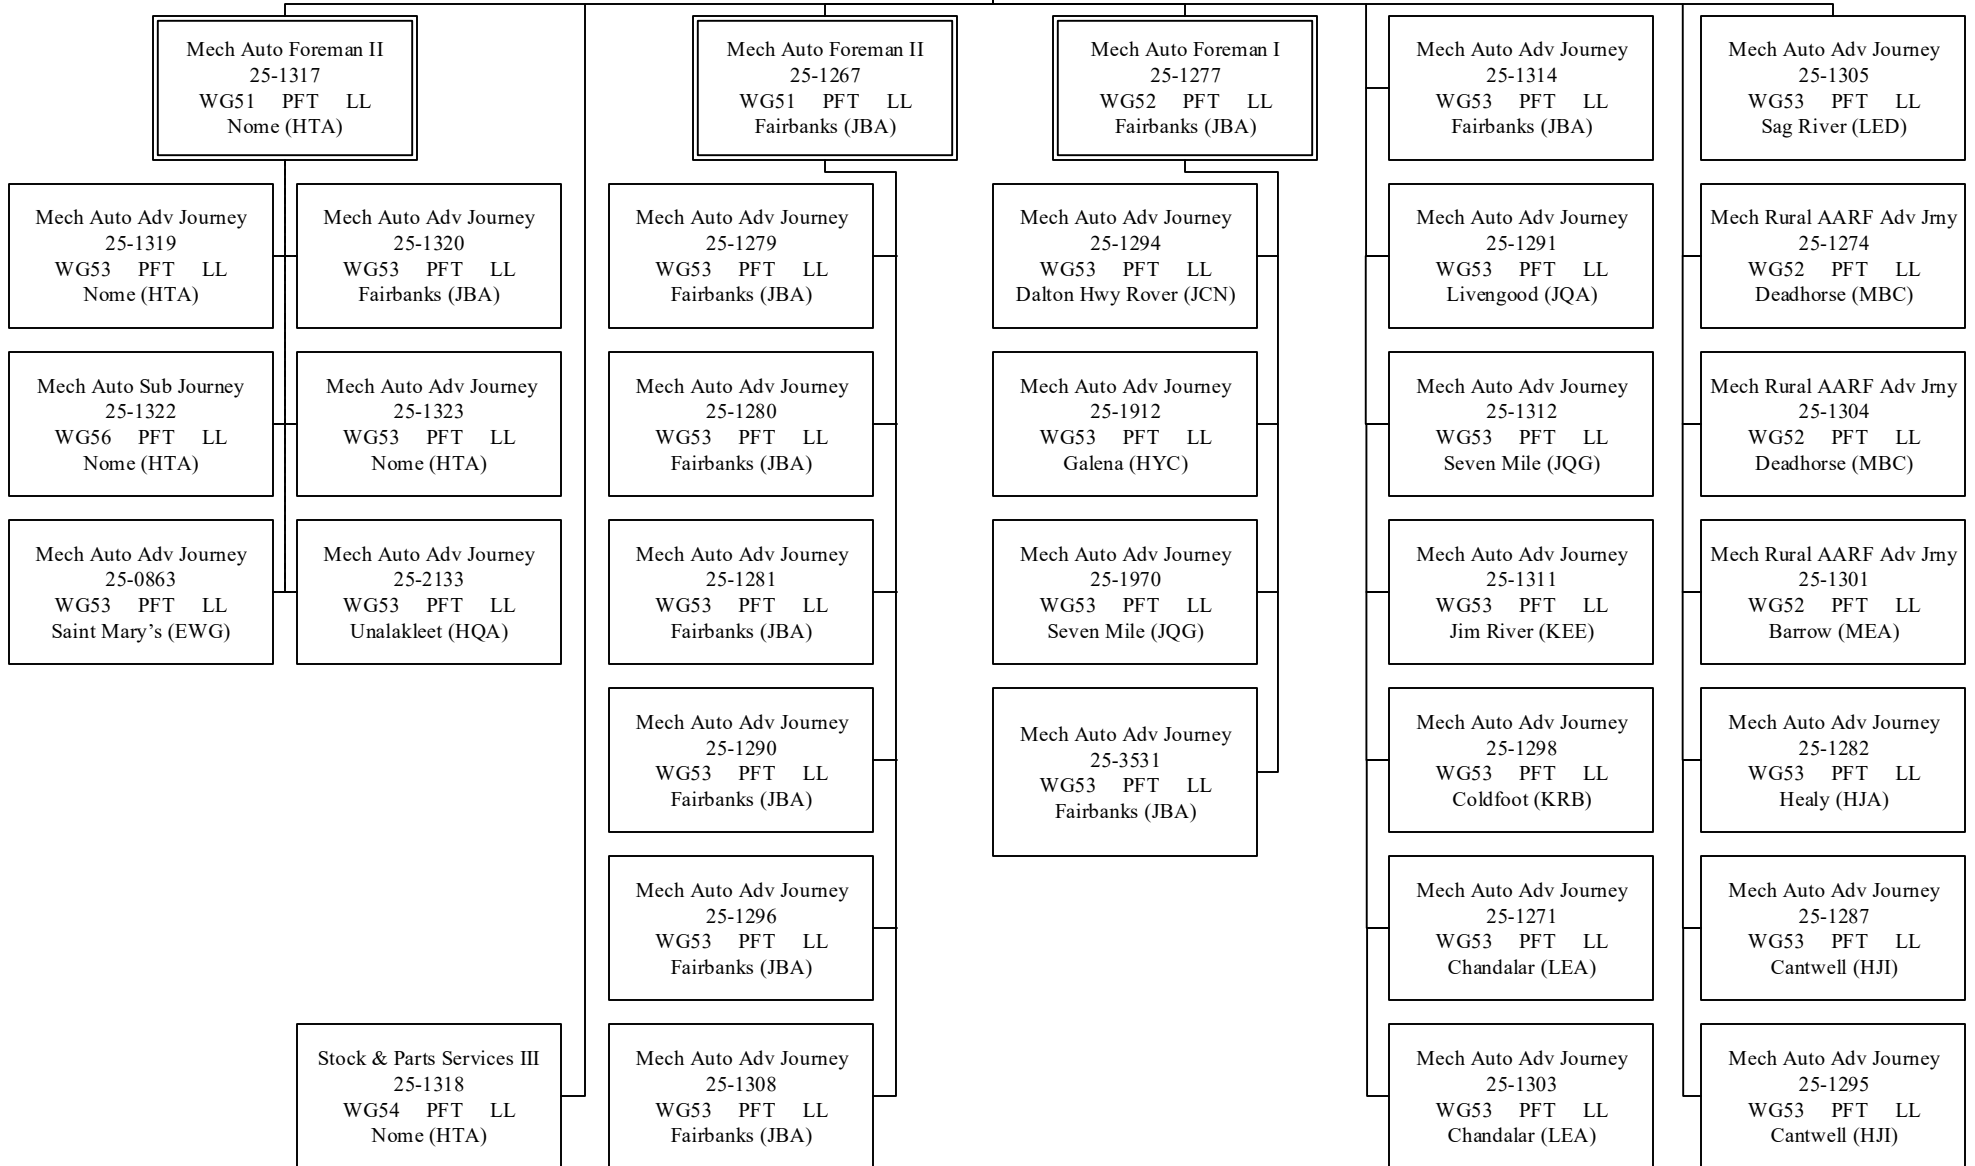 Mech Auto Foreman II
25-1317
WG51 PFT LL
Nome (HTA)
Mech Auto Foreman II
25-1267
WG51 PFT LL
Fairbanks (JBA)
Mech Auto Foreman I
25-1277
WG52 PFT LL
Fairbanks (JBA)
Mech Auto Adv Journey
25-1314
WG53 PFT LL
Fairbanks (JBA)
Mech Auto Adv Journey
25-1305
WG53 PFT LL
Sag River (LED)
Mech Auto Adv Journey
25-1319
WG53 PFT LL
Nome (HTA)
Mech Auto Adv Journey
25-1320
WG53 PFT LL
Fairbanks (JBA)
Mech Auto Adv Journey
25-1279
WG53 PFT LL
Fairbanks (JBA)
Mech Auto Adv Journey
25-1294
WG53 PFT LL
Dalton Hwy Rover (JCN)
Mech Auto Adv Journey
25-1291
WG53 PFT LL
Livengood (JQA)
Mech Rural AARF Adv Jrny
25-1274
WG52 PFT LL
Deadhorse (MBC)
Mech Auto Sub Journey
25-1322
WG56 PFT LL
Nome (HTA)
Mech Auto Adv Journey
25-1323
WG53 PFT LL
Nome (HTA)
Mech Auto Adv Journey
25-1280
WG53 PFT LL
Fairbanks (JBA)
Mech Auto Adv Journey
25-1912
WG53 PFT LL
Galena (HYC)
Mech Auto Adv Journey
25-1312
WG53 PFT LL
Seven Mile (JQG)
Mech Rural AARF Adv Jrny
25-1304
WG52 PFT LL
Deadhorse (MBC)
Mech Auto Adv Journey
25-0863
WG53 PFT LL
Saint Mary’s (EWG)
Mech Auto Adv Journey
25-2133
WG53 PFT LL
Unalakleet (HQA)
Mech Auto Adv Journey
25-1281
WG53 PFT LL
Fairbanks (JBA)
Mech Auto Adv Journey
25-1970
WG53 PFT LL
Seven Mile (JQG)
Mech Auto Adv Journey
25-1311
WG53 PFT LL
Jim River (KEE)
Mech Rural AARF Adv Jrny
25-1301
WG52 PFT LL
Barrow (MEA)
Mech Auto Adv Journey
25-1290
WG53 PFT LL
Fairbanks (JBA)
Mech Auto Adv Journey
25-3531
WG53 PFT LL
Fairbanks (JBA)
Mech Auto Adv Journey
25-1298
WG53 PFT LL
Coldfoot (KRB)
Mech Auto Adv Journey
25-1282
WG53 PFT LL
Healy (HJA)
Mech Auto Adv Journey
25-1296
WG53 PFT LL
Fairbanks (JBA)
Mech Auto Adv Journey
25-1271
WG53 PFT LL
Chandalar (LEA)
Mech Auto Adv Journey
25-1287
WG53 PFT LL
Cantwell (HJI)
Stock & Parts Services III
25-1318
WG54 PFT LL
Nome (HTA)
Mech Auto Adv Journey
25-1308
WG53 PFT LL
Fairbanks (JBA)
Mech Auto Adv Journey
25-1303
WG53 PFT LL
Chandalar (LEA)
Mech Auto Adv Journey
25-1295
WG53 PFT LL
Cantwell (HJI)